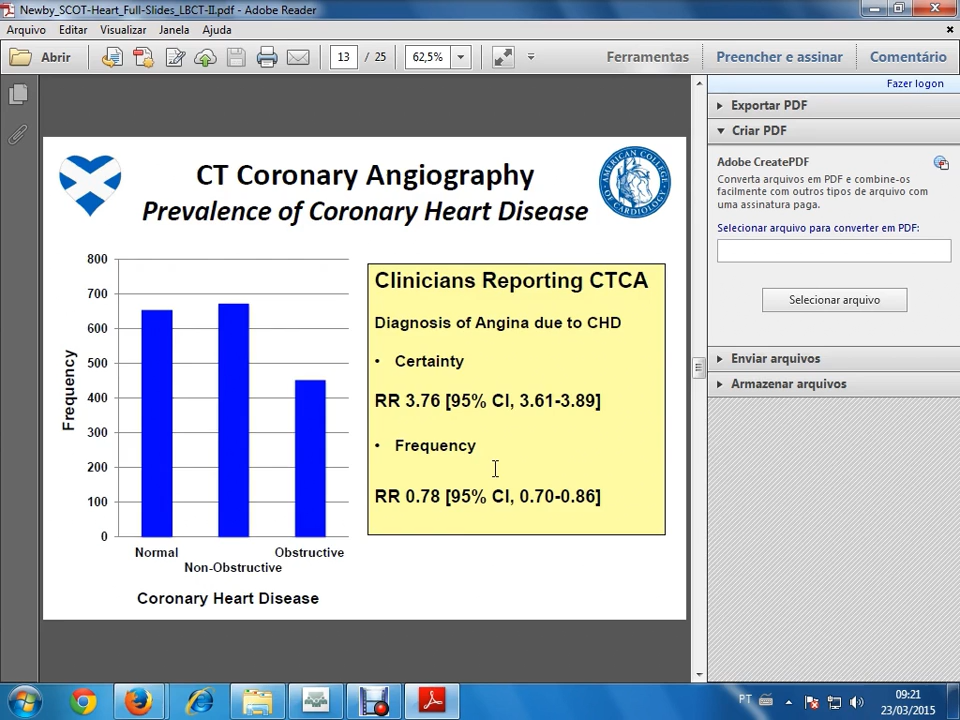 Newby_SCOT-Heart_Full-Slides_LBCT-II.pdf - Adobe Reader
Arquivo Editar Visualizar Janela Ajuda
Abrir 13 / 25 62,5% Ferramentas Preencher e assinar Comentário
Fazer logon
Exportar PDF
Criar PDF
Adobe CreatePDF
Converta arquivos em PDF e combine-os
facilmente com outros tipos de arquivo com
uma assinatura paga.
Selecionar arquivo para converter em PDF:
Selecionar arquivo
Enviar arquivos
Armazenar arquivos
CT Coronary Angiography
Prevalence of Coronary Heart Disease
AMERICAN COLLEGE OF CARDIOLOGY
800
700
600
500
400
300
200
100
0
Frequency
Normal Obstructive
Non-Obstructive
Coronary Heart Disease
Clinicians Reporting CTCA
Diagnosis of Angina due to CHD
• Certainty
RR 3.76 [95% CI, 3.61-3.89]
• Frequency
RR 0.78 [95% CI, 0.70-0.86]
PT
09:21
23/03/2015